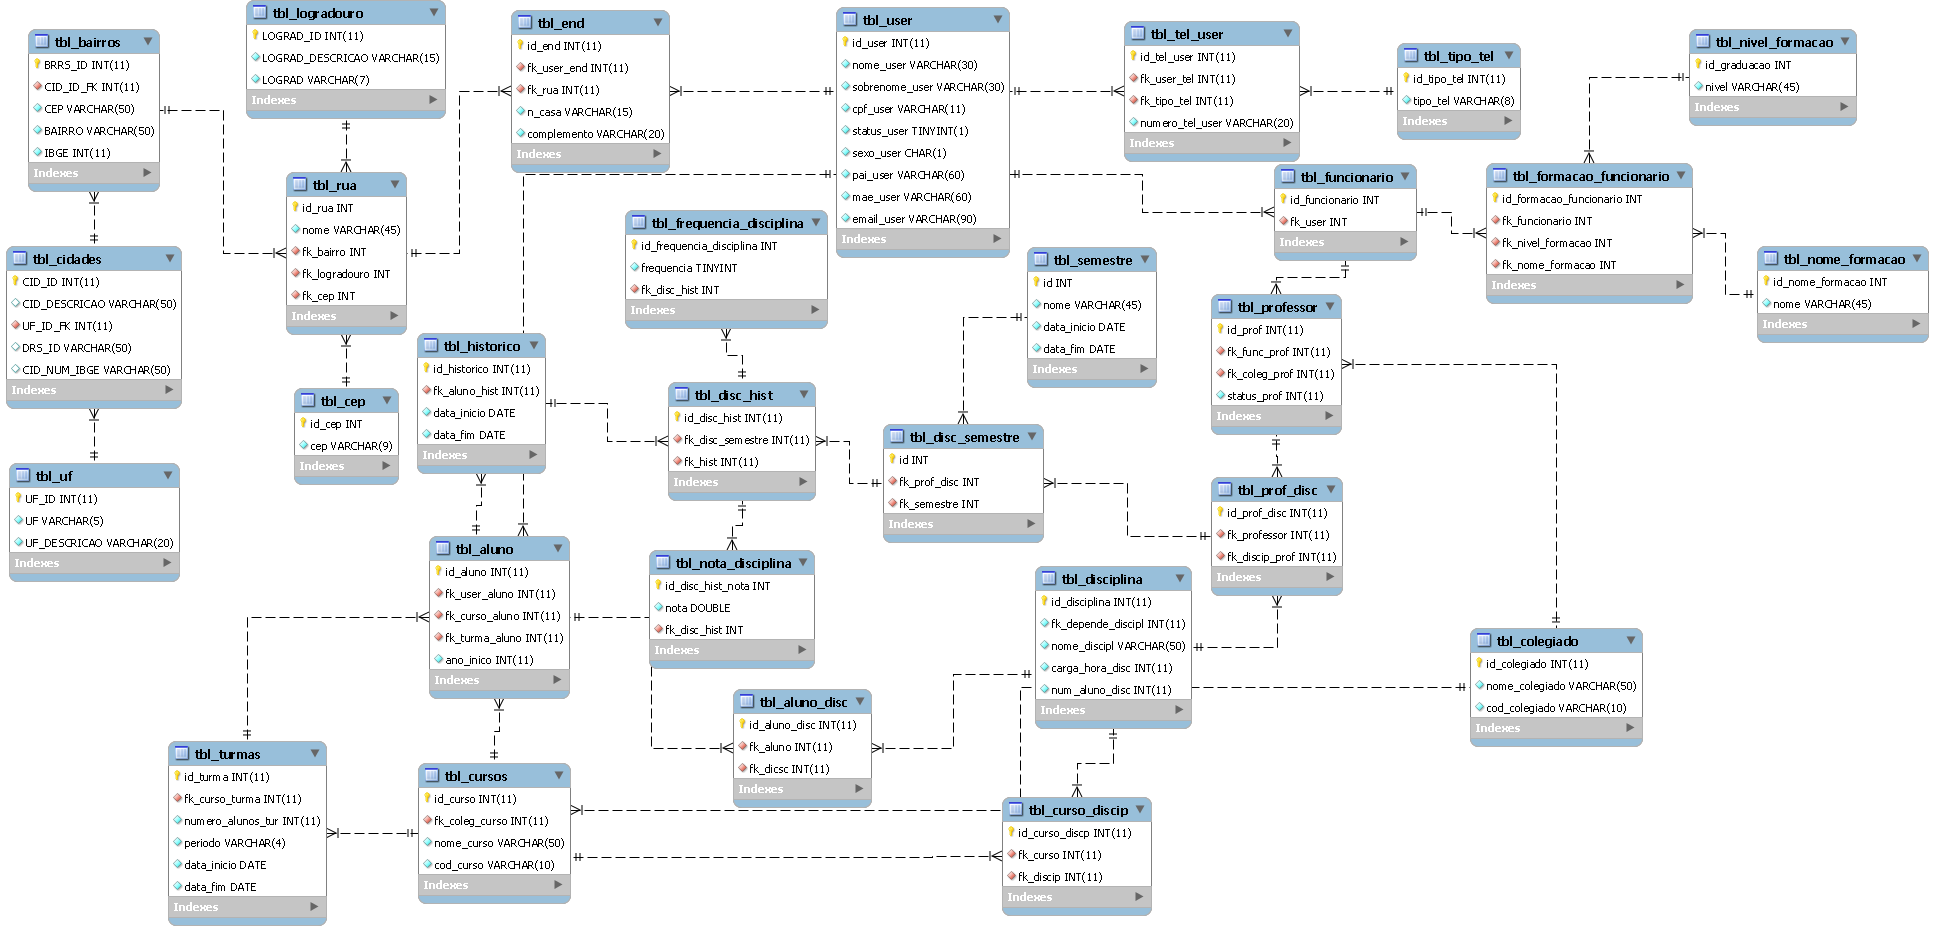 tbl_bairros
BRRS_ID INT(11)
CID_ID_FK INT(11)
CEP VARCHAR(50)
BAIRRO VARCHAR(50)
IBGE INT(11)
Indexes
tbl_logradouro
LOGRAD_ID INT(11)
LOGRAD_DESCRICAO VARCHAR(15)
LOGRAD VARCHAR(7)
Indexes
tbl_end
id_end INT(11)
fk_user_end INT(11)
fk_rua INT(11)
n_casa VARCHAR(15)
complemento VARCHAR(20)
Indexes
tbl_user
id_user INT(11)
nome_user VARCHAR(30)
sobrenome_user VARCHAR(30)
cpf_user VARCHAR(11)
status_user TINYINT(1)
sexo_user CHAR(1)
pai_user VARCHAR(60)
mae_user VARCHAR(60)
email_user VARCHAR(90)
Indexes
tbl_tel_user
id_tel_user INT(11)
fk_user_tel INT(11)
fk_tipo_tel INT(11)
numero_tel_user VARCHAR(20)
Indexes
tbl_tipo_tel
id_tipo_tel INT(11)
tipo_tel VARCHAR(8)
Indexes
tbl_nivel_formacao
id_graduacao INT
nivel VARCHAR(45)
Indexes
tbl_rua
id_rua INT
nome VARCHAR(45)
fk_bairro INT
fk_logradouro INT
fk_cep INT
Indexes
tbl_frequencia_disciplina
id_frequencia_disciplina INT
frequencia TINYINT
fk_disc_hist INT
Indexes
tbl_funcionario
id_funcionario INT
fk_user INT
Indexes
tbl_formacao_funcionario
id_formacao_funcionario INT
fk_funcionario INT
fk_nivel_formacao INT
fk_nome_formacao INT
Indexes
tbl_nome_formacao
id_nome_formacao INT
nome VARCHAR(45)
Indexes
tbl_cidades
CID_ID INT(11)
CID_DESCRICAO VARCHAR(50)
UF_ID_FK INT(11)
DRS_ID VARCHAR(50)
CID_NUM_IBGE VARCHAR(50)
Indexes
tbl_semestre
id INT
nome VARCHAR(45)
data_inicio DATE
data_fim DATE
Indexes
tbl_professor
id_prof INT(11)
fk_func_prof INT(11)
fk_coleg_prof INT(11)
status_prof INT(11)
Indexes
tbl_historico
id_historico INT(11)
fk_aluno_hist INT(11)
data_inicio DATE
data_fim DATE
Indexes
tbl_cep
id_cep INT
cep VARCHAR(9)
Indexes
tbl_disc_hist
id_disc_hist INT(11)
fk_disc_semestre INT(11)
fk_hist INT(11)
Indexes
tbl_disc_semestre
id INT
fk_prof_disc INT
fk_semestre INT
Indexes
tbl_uf
UF_ID INT(11)
UF VARCHAR(5)
UF_DESCRICAO VARCHAR(20)
Indexes
tbl_prof_disc
id_prof_disc INT(11)
fk_professor INT(11)
fk_discip_prof INT(11)
Indexes
tbl_aluno
id_aluno INT(11)
fk_user_aluno INT(11)
fk_curso_aluno INT(11)
fk_turma_aluno INT(11)
ano_inico INT(11)
Indexes
tbl_nota_disciplina
id_disc_hist_nota INT
nota DOUBLE
fk_disc_hist INT
Indexes
tbl_disciplina
id_disciplina INT(11)
fk_depende_discipl INT(11)
nome_discipl VARCHAR(50)
carga_hora_disc INT(11)
num_aluno_disc INT(11)
Indexes
tbl_colegiado
id_colegiado INT(11)
nome_colegiado VARCHAR(50)
cod_colegiado VARCHAR(10)
Indexes
tbl_aluno_disc
id_aluno_disc INT(11)
fk_aluno INT(11)
fk_dicsc INT(11)
Indexes
tbl_turmas
id_turma INT(11)
fk_curso_turma INT(11)
numero_alunos_tur INT(11)
periodo VARCHAR(4)
data_inicio DATE
data_fim DATE
Indexes
tbl_cursos
id_curso INT(11)
fk_coleg_curso INT(11)
nome_curso VARCHAR(50)
cod_curso VARCHAR(10)
Indexes
tbl_curso_discip
id_curso_discp INT(11)
fk_curso INT(11)
fk_discip INT(11)
Indexes